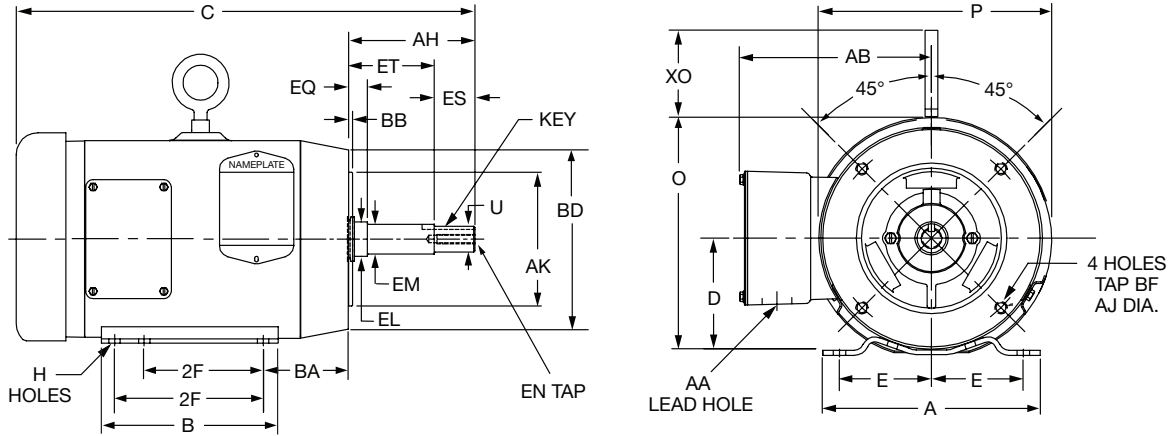 C
AH
ET
EQ
ES
BB
KEY
NAMEPLATE
U
BD
AK
EM
EL
H
HOLES
2F
BA
2F
B
EN TAP
P
AB
XO
45°
45°
O
D
4 HOLES
TAP BF
AJ DIA.
E
E
AA
LEAD HOLE
A